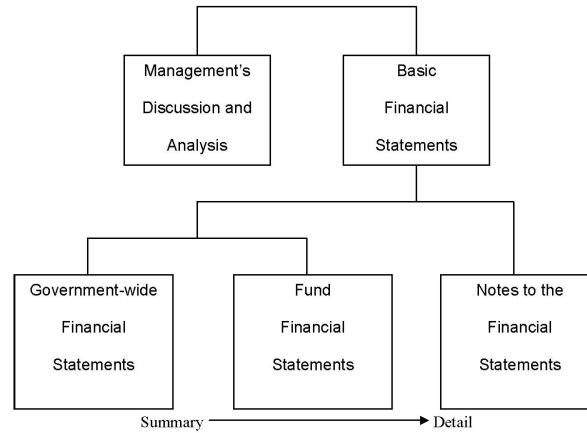 Management's
Discussion and
Analysis
Basic
Financial
Statements
Government-wide
Financial
Statements
Fund
Financial
Statements
Notes to the
Financial
Statements
Summary Detail